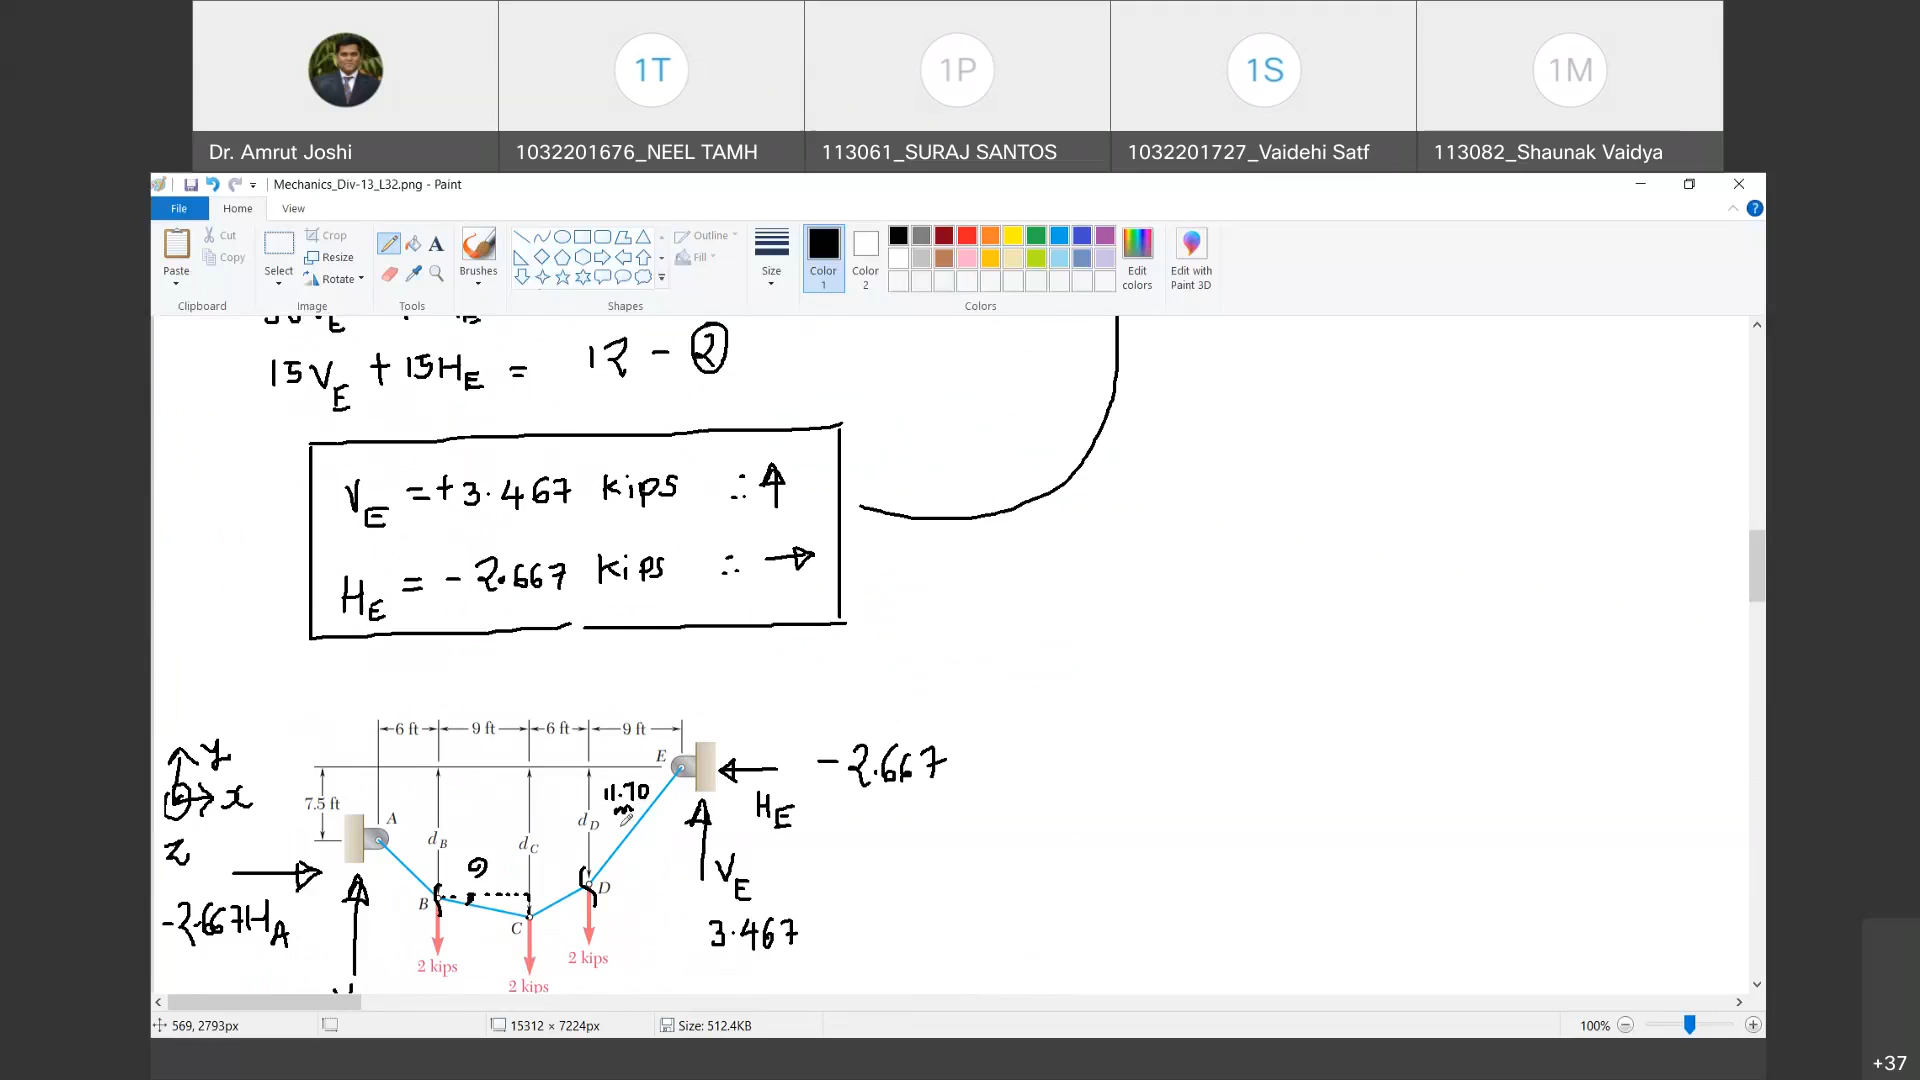 1T
1P
1S
1M
Dr. Amrut Joshi
1032201676_NEEL TAMH
113061_SURAJ SANTOS
1032201727_Vaidehi Satf
113082_Shaunak Vaidya
Mechanics_Div-13_L32.png - Paint
File
Home
View
Paste
Cut
Copy
Clipboard
Select
Crop
Resize
Rotate
Image
A
Tools
Brushes
Outline
Fill
Shapes
Size
Color
1
Color
2
Edit
colors
Colors
Edit with
Paint 3D
15V_E + 15H_E = 12 - ②
V_E = + 3.467 kips ∴ ↑
H_E = - 2.667 kips ∴ →
6 ft
9 ft
6 ft
9 ft
E
7.5 ft
A
11.70
m
d_B
d_C
d_D
9
B
C
D
2 kips
2 kips
2 kips
y
x
z
-2.667 H_A
H_E
-2.667
V_E
3.467
569, 2793px
15312 × 7224px
Size: 512.4KB
100%
+37